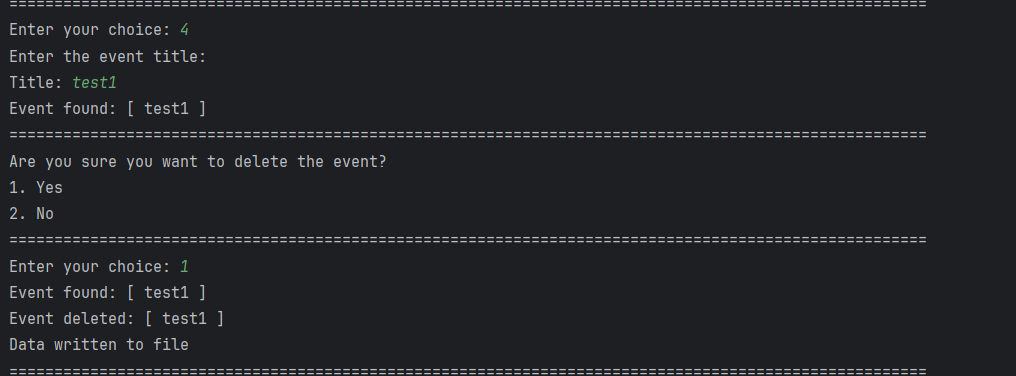 ======================================================================================================
Enter your choice: 4
Enter the event title:
Title: test1
Event found: [ test1 ]
======================================================================================================
Are you sure you want to delete the event?
1. Yes
2. No
======================================================================================================
Enter your choice: 1
Event found: [ test1 ]
Event deleted: [ test1 ]
Data written to file
======================================================================================================